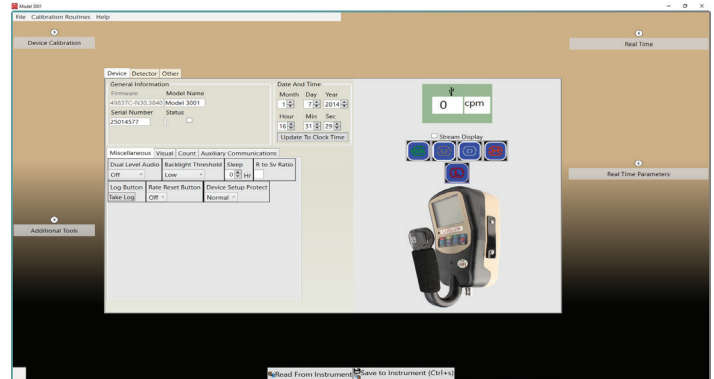 Model 3001
File Calibration Routines Help
Device Calibration
Real Time
Device Detector Other
General Information
Firmware Model Name
49837C-N30.3840 Model 3001
Serial Number Status
25014577
Date And Time
Month Day Year
1 7 2014
Hour Min Sec
16 31 29
Update To Clock Time
0 cpm
Stream Display
Miscellaneous Visual Count Auxiliary Communications
Dual Level Audio Backlight Threshold Sleep R to Sv Ratio
Off Low 0 Hr
Log Button Rate Reset Button Device Setup Protect
Take Log Off Normal
Real Time Parameters
Additional Tools
LUDLUM
Read From Instrument Save to Instrument (Ctrl+s)